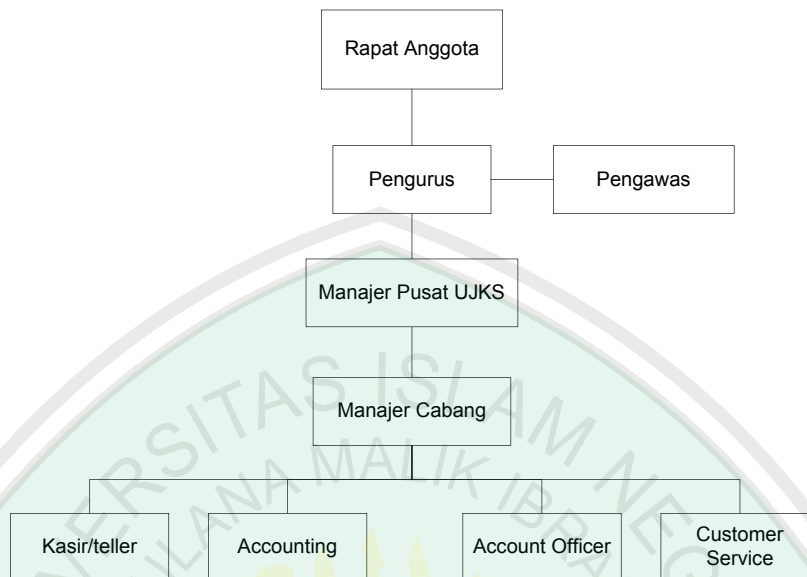 Rapat Anggota
Pengurus
Pengawas
Manajer Pusat UJKS
Manajer Cabang
Kasir/teller
Accounting
Account Officer
Customer
Service